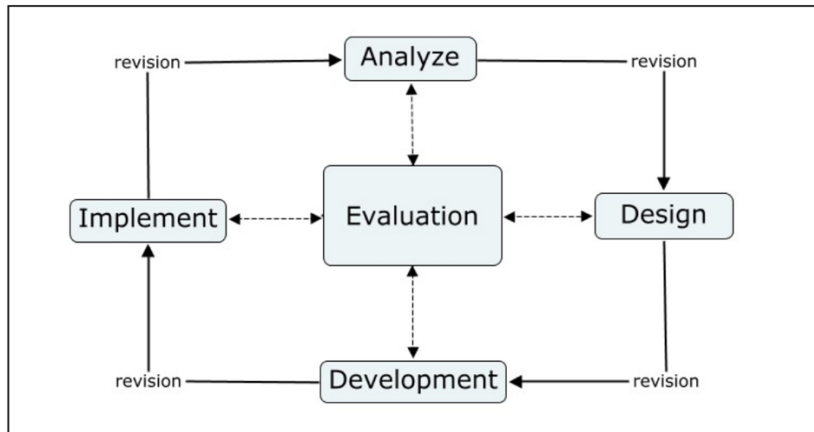 Analyze
revision
revision
Implement
Evaluation
Design
revision
Development
revision